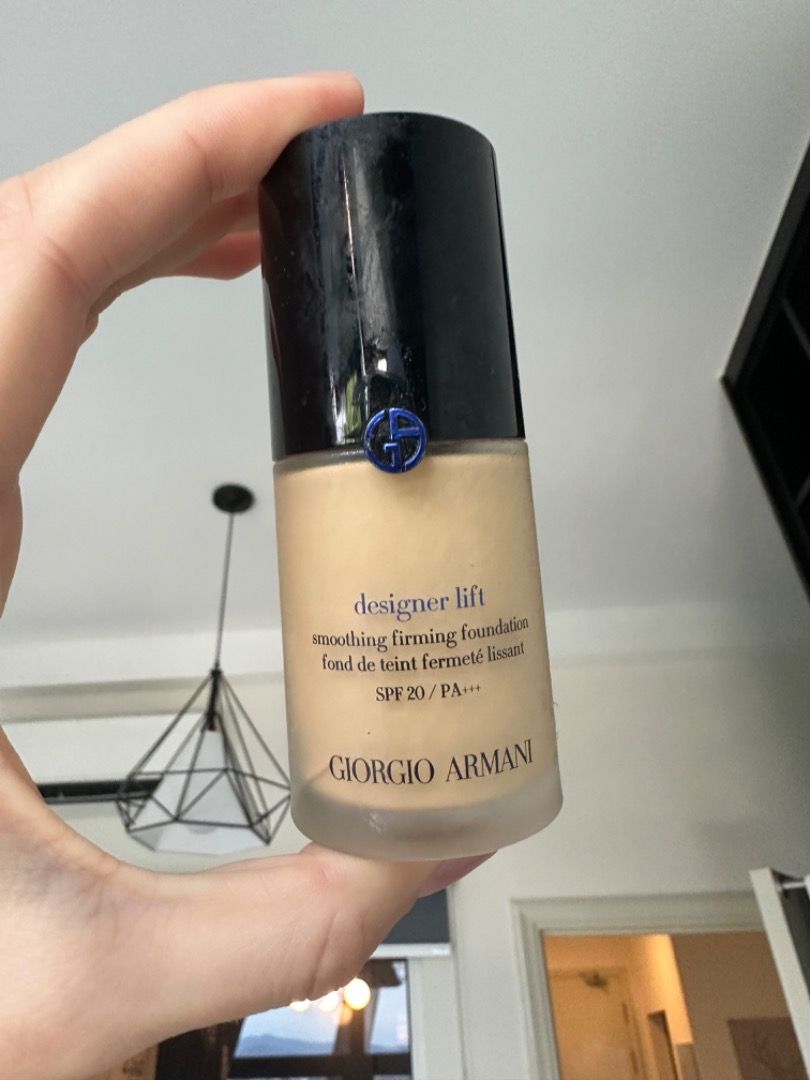 designer lift
smoothing firming foundation
fond de teint fermeté lissant
SPF 20 / PA+++
GIORGIO ARMANI